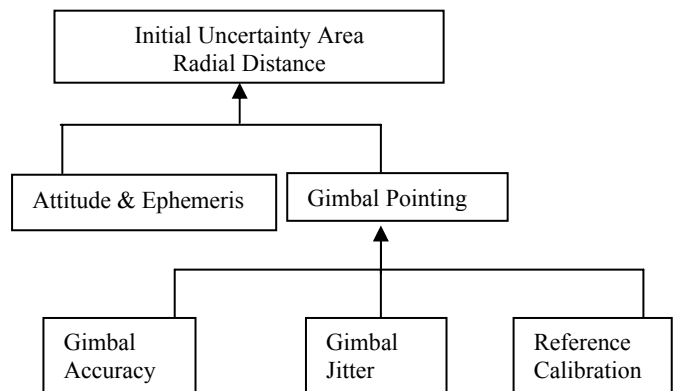 Initial Uncertainty Area
Radial Distance
Attitude & Ephemeris
Gimbal Pointing
Gimbal
Accuracy
Gimbal
Jitter
Reference
Calibration